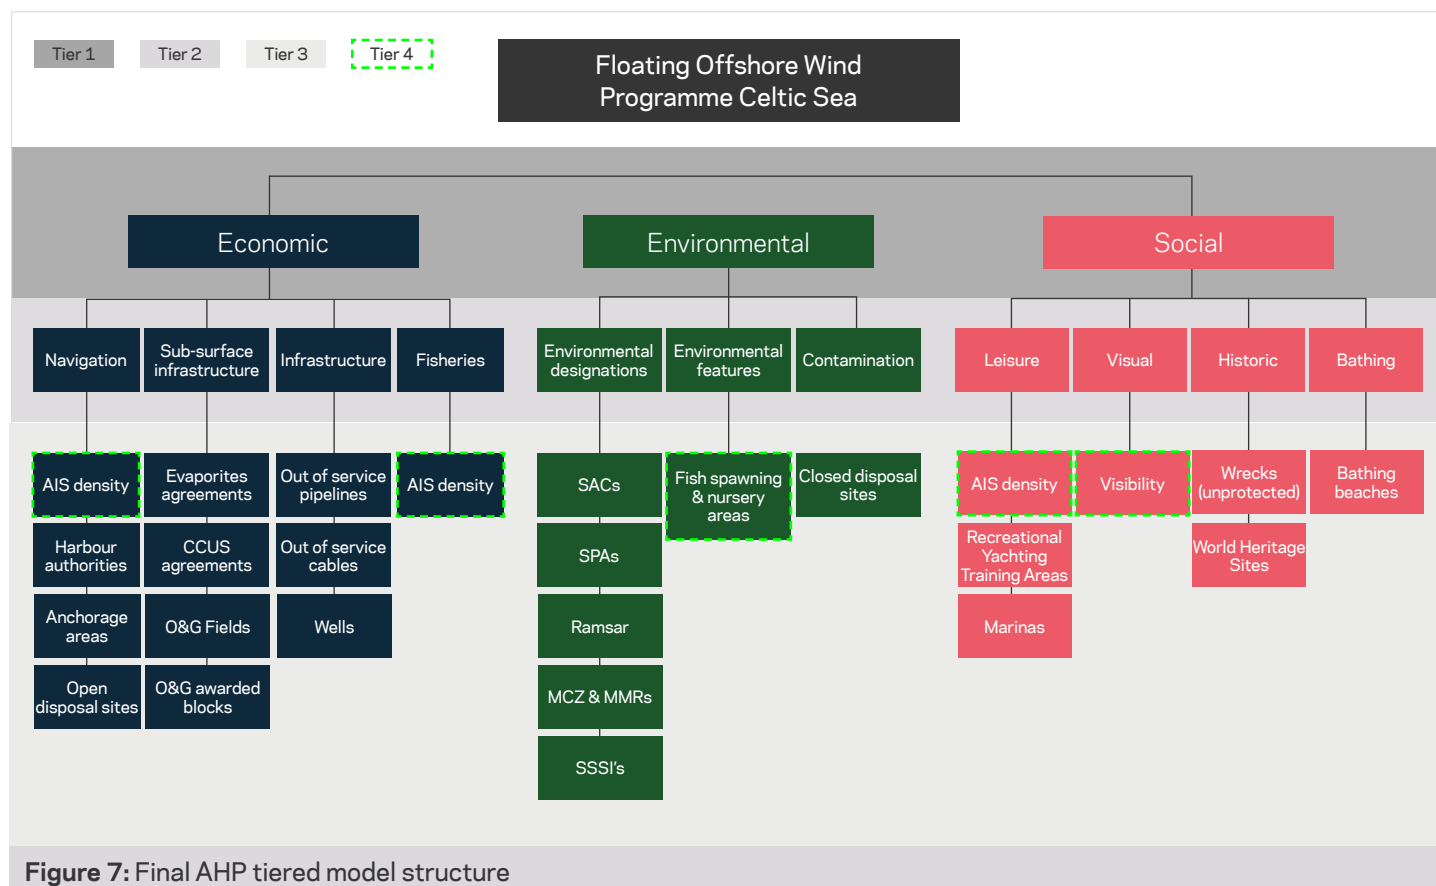 Tier 1
Tier 2
Tier 3
Tier 4
Floating Offshore Wind
Programme Celtic Sea
Economic
Environmental
Social
Navigation
Sub-surface
infrastructure
Infrastructure
Fisheries
Environmental
designations
Environmental
features
Contamination
Leisure
Visual
Historic
Bathing
AIS density
Harbour
authorities
Anchorage
areas
Open
disposal sites
Evaporites
agreements
CCUS
agreements
O&G Fields
O&G awarded
blocks
Out of service
pipelines
Out of service
cables
Wells
AIS density
SACs
SPAs
Ramsar
MCZ & MMRs
SSSI's
Fish spawning
& nursery
areas
Closed disposal
sites
AIS density
Recreational
Yachting
Training Areas
Marinas
Visibility
Wrecks
(unprotected)
World Heritage
Sites
Bathing
beaches
Figure 7: Final AHP tiered model structure